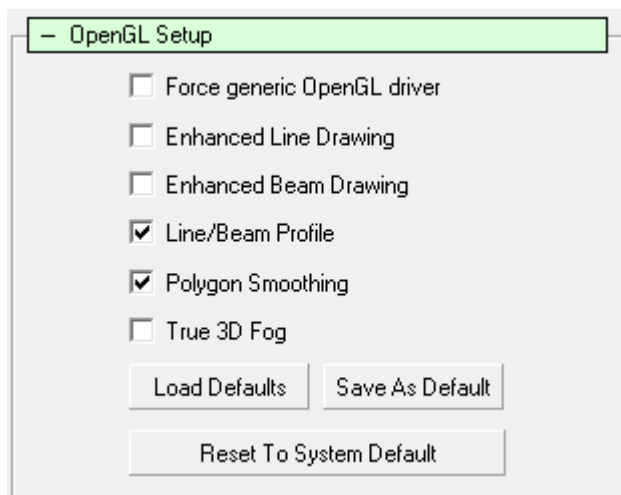 – OpenGL Setup
Force generic OpenGL driver
Enhanced Line Drawing
Enhanced Beam Drawing
Line/Beam Profile
Polygon Smoothing
True 3D Fog
Load Defaults Save As Default
Reset To System Default